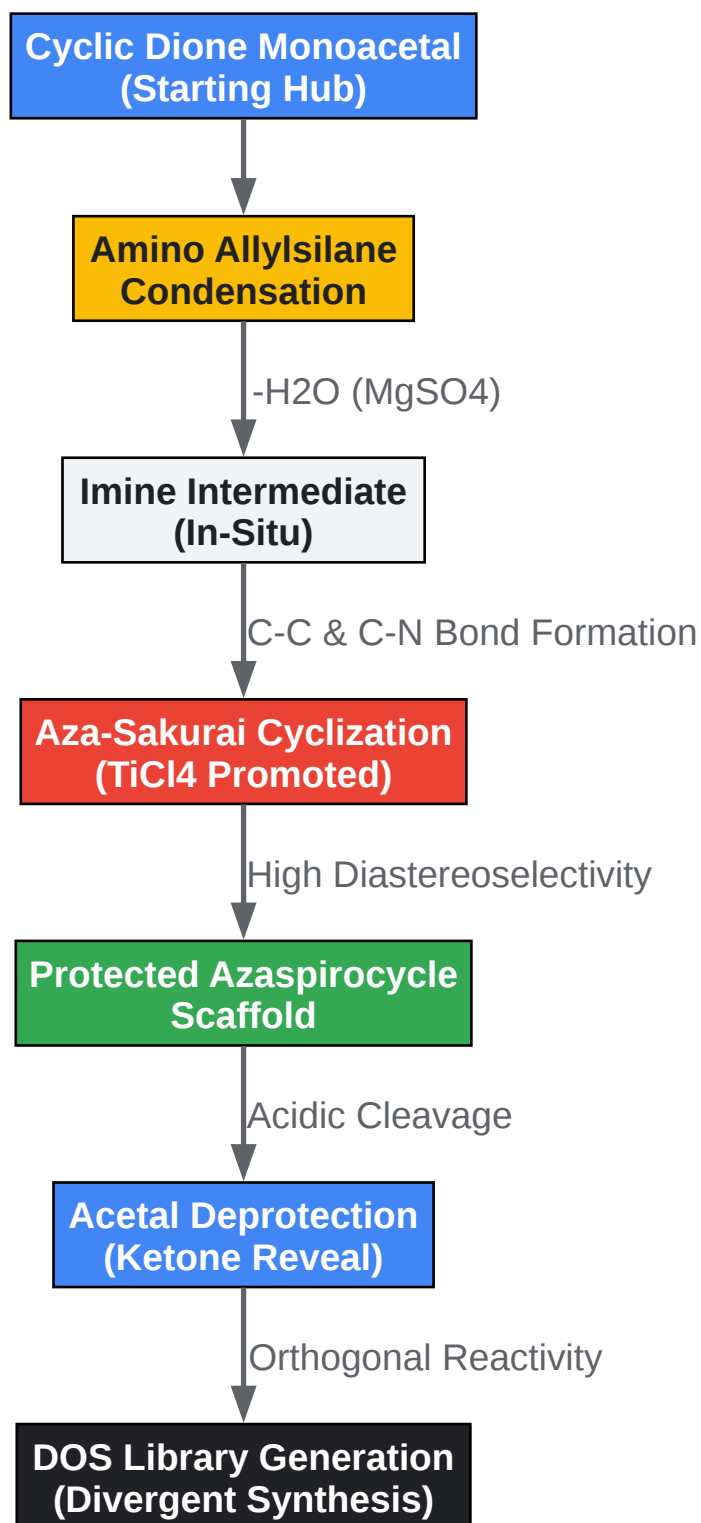 Cyclic Dione Monoacetal
(Starting Hub)
Amino Allylsilane
Condensation
-H2O (MgSO4)
Imine Intermediate
(In-Situ)
C-C & C-N Bond Formation
Aza-Sakurai Cyclization
(TiCl4 Promoted)
High Diastereoselectivity
Protected Azaspirocycle
Scaffold
Acidic Cleavage
Acetal Deprotection
(Ketone Reveal)
Orthogonal Reactivity
DOS Library Generation
(Divergent Synthesis)